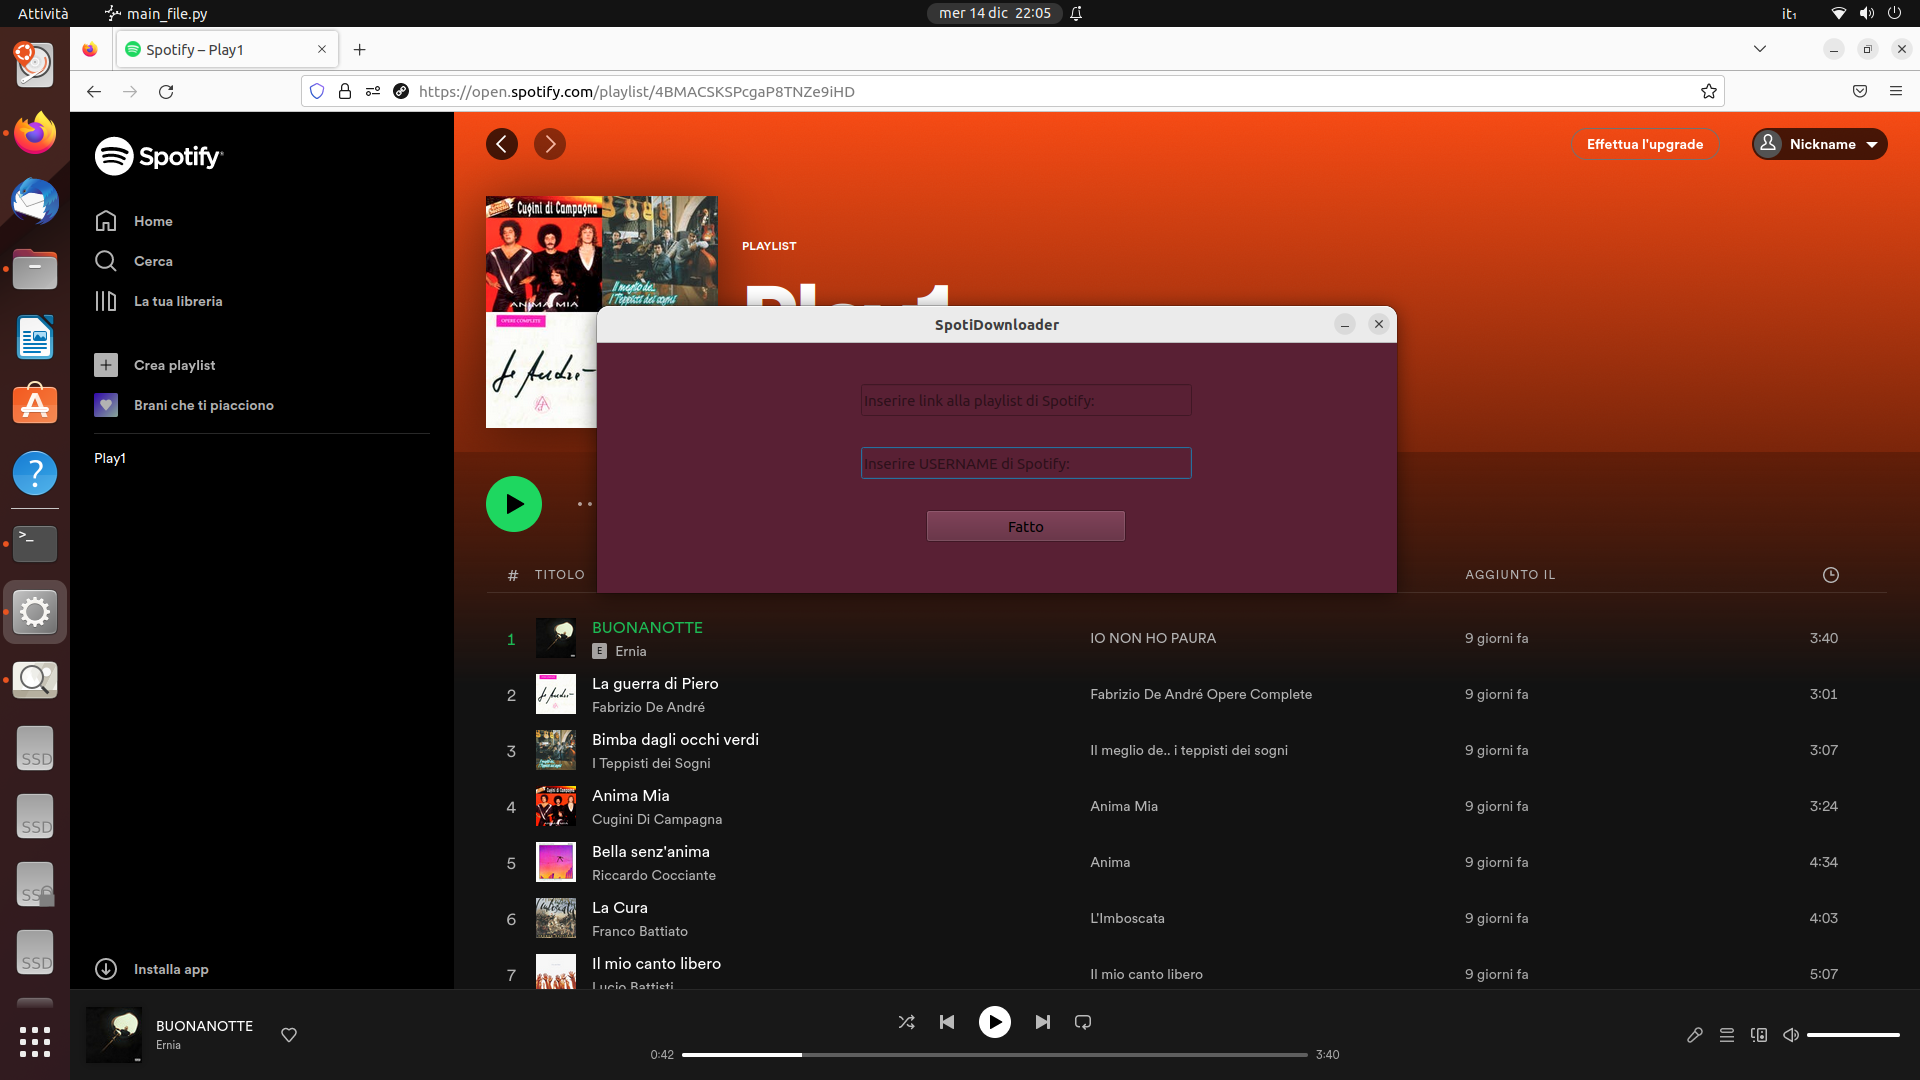 Attività
main_file.py
mer 14 dic 22:05
it₁
Spotify – Play1
https://open.spotify.com/playlist/4BMACSKSPcgaP8TNZe9iHD
Spotify
Home
Cerca
La tua libreria
Crea playlist
Brani che ti piacciono
Play1
Installa app
Effettua l'upgrade
Nickname
Cugini di Campagna
ANIMA MIA
Il meglio de..
I Teppisti dei sogni
OPERE COMPLETE
PLAYLIST
Play1
SpotiDownloader
Inserire link alla playlist di Spotify:
Inserire USERNAME di Spotify:
Fatto
# TITOLO AGGIUNTO IL
1 BUONANOTTE IO NON HO PAURA 9 giorni fa 3:40
E Ernia
2 La guerra di Piero Fabrizio De André Opere Complete 9 giorni fa 3:01
Fabrizio De André
3 Bimba dagli occhi verdi Il meglio de.. i teppisti dei sogni 9 giorni fa 3:07
I Teppisti dei Sogni
4 Anima Mia Anima Mia 9 giorni fa 3:24
Cugini Di Campagna
5 Bella senz'anima Anima 9 giorni fa 4:34
Riccardo Cocciante
6 La Cura L'Imboscata 9 giorni fa 4:03
Franco Battiato
7 Il mio canto libero Il mio canto libero 9 giorni fa 5:07
Lucio Battisti
SSD
SSD
SSD
SSD
BUONANOTTE
Ernia
0:42
3:40